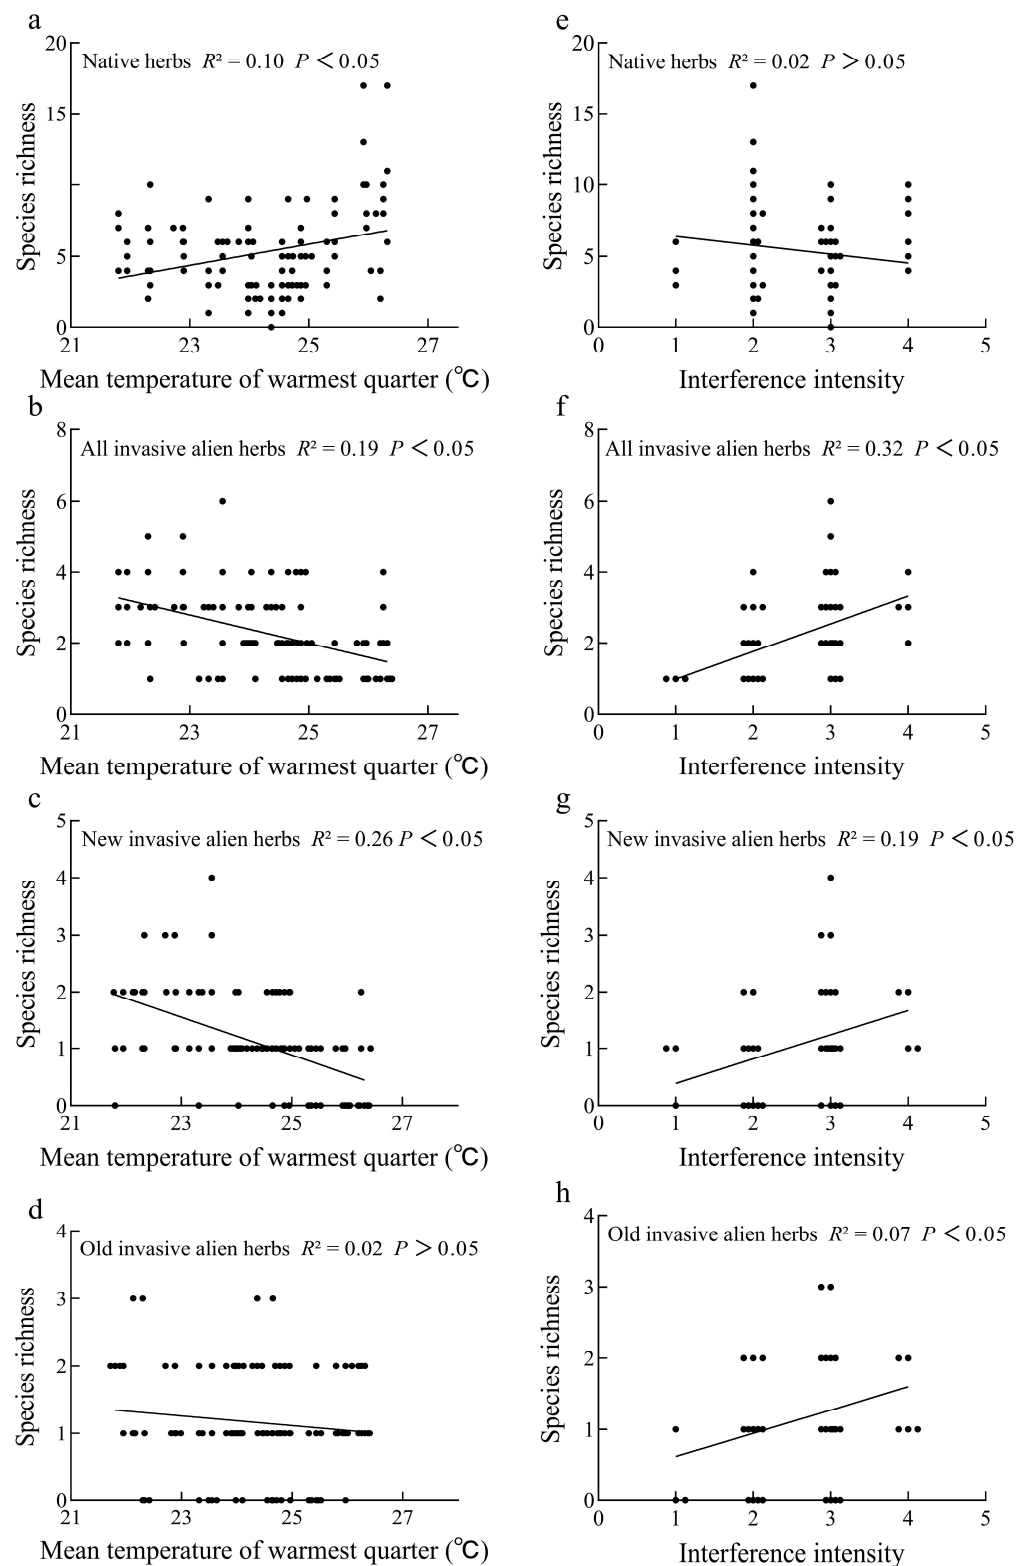 a
20
15
5
0
Native herbs R² − 0.10 P < 0.05
Species richness
21 23 25 27
Mean temperature of warmest quarter (℃)
e
20
15
10
5
0
Native herbs R² = 0.02 P > 0.05
Species richness
0 1 2 3 4 5
Interference intensity
b
8
6
4
2
0
All invasive alien herbs R² = 0.19 P < 0.05
Species richness
21 23 25 27
Mean temperature of warmest quarter (℃)
f
8
6
4
2
0
All invasive alien herbs R² = 0.32 P < 0.05
Species richness
0 1 2 3 4 5
Interference intensity
c
5
4
3
2
1
0
New invasive alien herbs R² = 0.26 P < 0.05
Species richness
21 23 25 27
Mean temperature of warmest quarter (℃)
g
5
4
3
2
1
0
New invasive alien herbs R² = 0.19 P < 0.05
Species richness
0 1 2 3 4 5
Interference intensity
d
4
3
2
1
0
Old invasive alien herbs R² = 0.02 P > 0.05
Species richness
21 23 25 27
Mean temperature of warmest quarter (℃)
h
4
3
2
1
0
Old invasive alien herbs R² = 0.07 P < 0.05
Species richness
0 1 2 3 4 5
Interference intensity